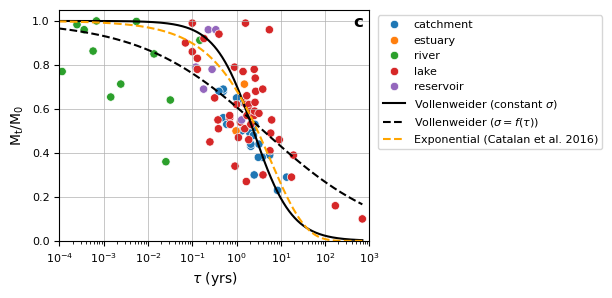 c
1.0
0.8
0.6
0.4
0.2
0.0
M_t/M_0
10^-4
10^-3
10^-2
10^-1
10^0
10^1
10^2
10^3
τ (yrs)
catchment
estuary
river
lake
reservoir
Vollenweider (constant σ)
Vollenweider (σ = f(τ))
Exponential (Catalan et al. 2016)